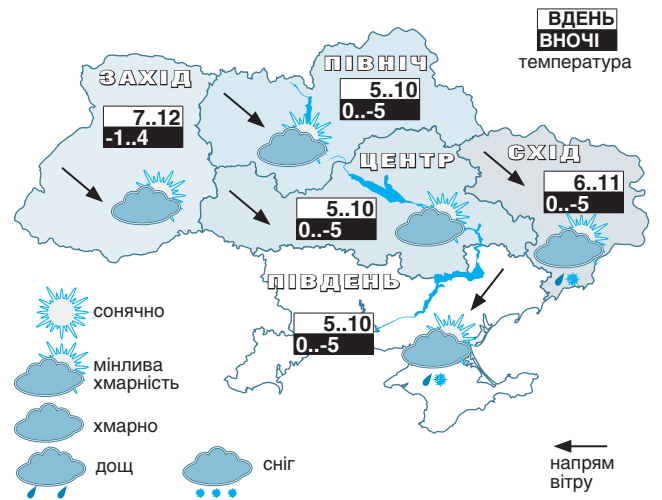 ВДЕНЬ
ВНОЧІ
температура
ЗАХІД
7..12
-1..4
ПІВНІЧ
5..10
0..-5
ЦЕНТР
5..10
0..-5
СХІД
6..11
0..-5
ПІВДЕНЬ
5..10
0..-5
сонячно
мінлива
хмарність
хмарно
дощ
сніг
напрям
вітру